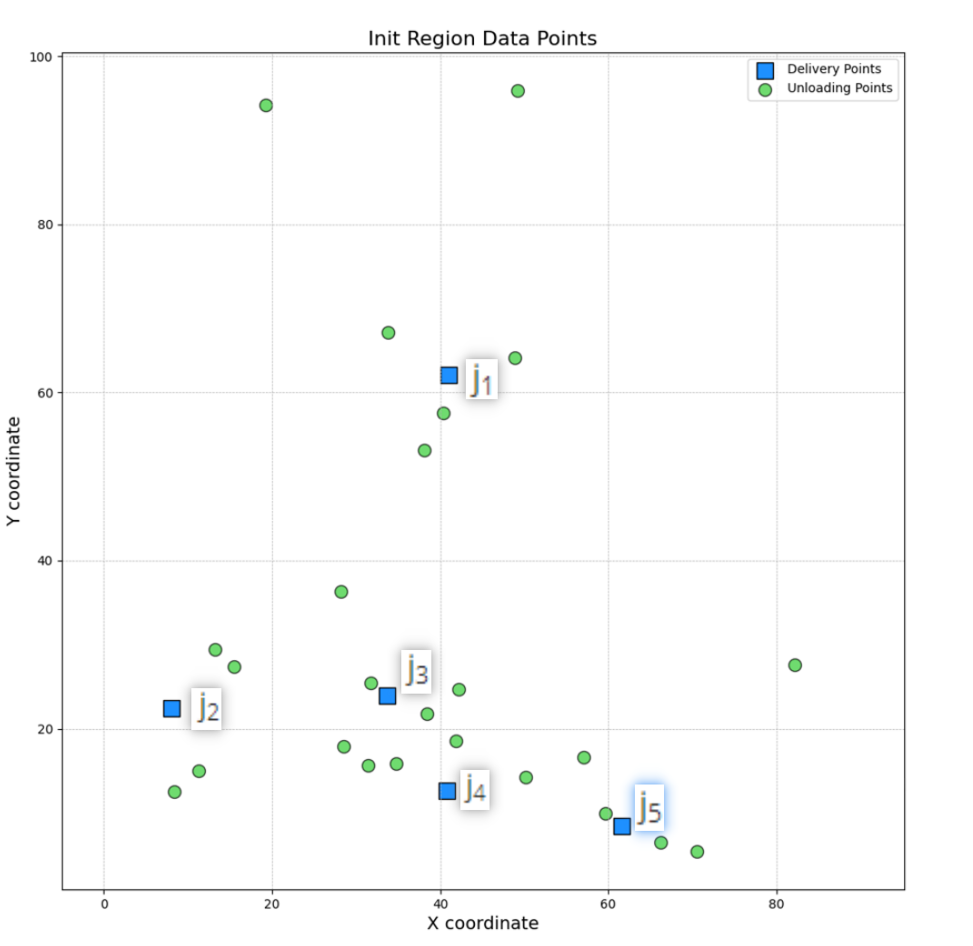 Init Region Data Points
Delivery Points
Unloading Points
100
80
60
40
20
j1
j2
j3
j4
j5
0 20 40 60 80
X coordinate
Y coordinate